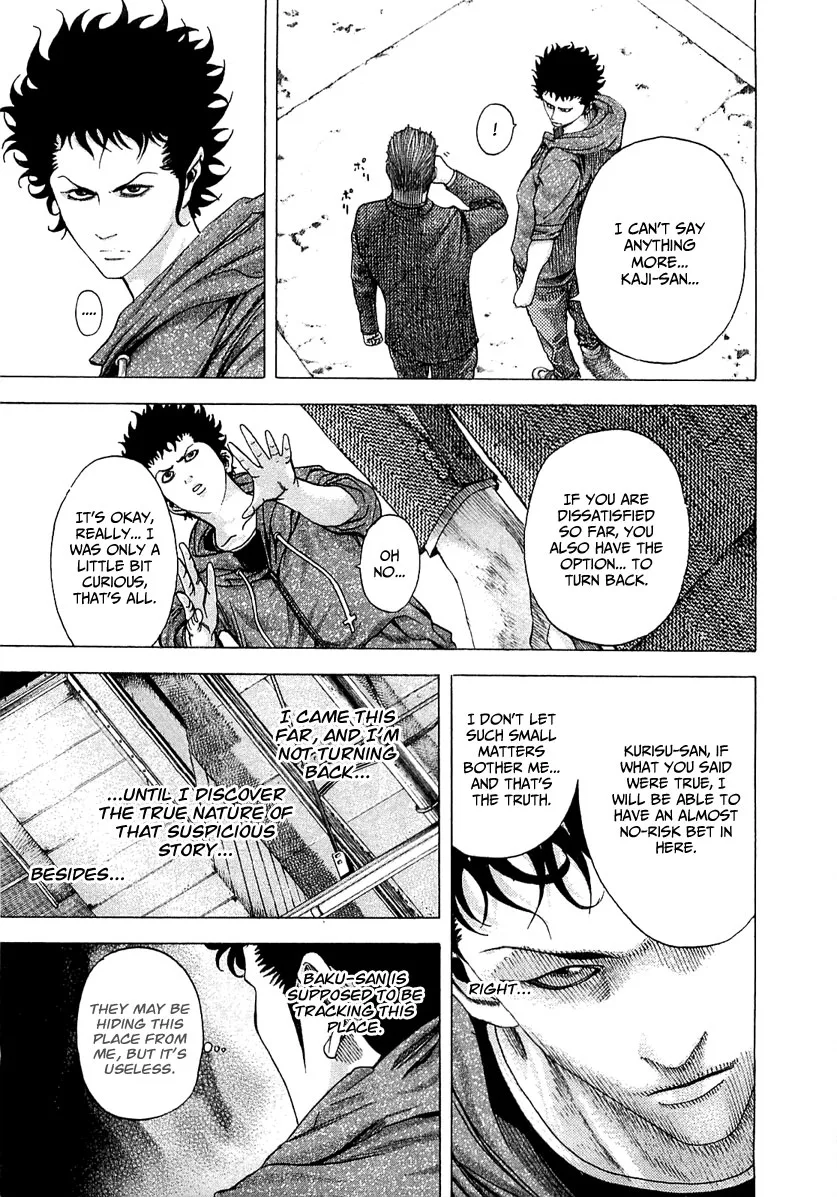 !
I CAN'T SAY
ANYTHING
MORE...
KAJI-SAN...
....
IF YOU ARE
DISSATISFIED
SO FAR, YOU
ALSO HAVE THE
OPTION... TO
TURN BACK.
OH
NO...
IT'S OKAY,
REALLY... I
WAS ONLY A
LITTLE BIT
CURIOUS,
THAT'S ALL.
KURISU-SAN, IF
WHAT YOU SAID
WERE TRUE, I
WILL BE ABLE TO
HAVE AN ALMOST
NO-RISK BET IN
HERE.
I DON'T LET
SUCH SMALL
MATTERS
BOTHER ME...
AND THAT'S
THE TRUTH.
RIGHT...
I CAME THIS
FAR, AND I'M
NOT TURNING
BACK...
...UNTIL I DISCOVER
THE TRUE NATURE OF
THAT SUSPICIOUS
STORY...
BESIDES...
BAKU-SAN IS
SUPPOSED TO BE
TRACKING THIS
PLACE.
THEY MAY BE
HIDING THIS
PLACE FROM
ME, BUT IT'S
USELESS.